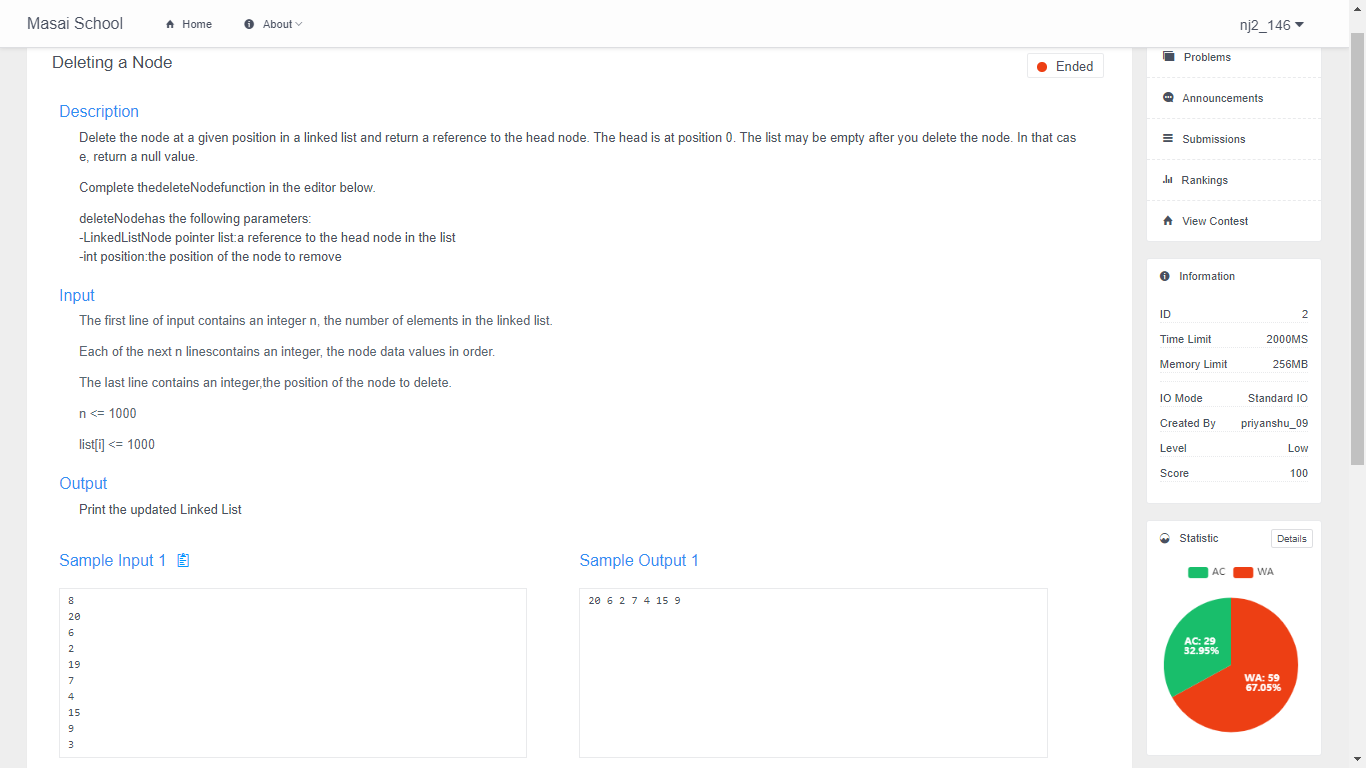 Masai School
Home
About
nj2_146
Deleting a Node
Ended
Description
Delete the node at a given position in a linked list and return a reference to the head node. The head is at position 0. The list may be empty after you delete the node. In that cas
e, return a null value.
Complete thedeleteNodefunction in the editor below.
deleteNodehas the following parameters:
-LinkedListNode pointer list:a reference to the head node in the list
-int position:the position of the node to remove
Input
The first line of input contains an integer n, the number of elements in the linked list.
Each of the next n linescontains an integer, the node data values in order.
The last line contains an integer,the position of the node to delete.
n <= 1000
list[i] <= 1000
Output
Print the updated Linked List
Sample Input 1
8
20
6
2
19
7
4
15
9
3
Sample Output 1
20 6 2 7 4 15 9
Problems
Announcements
Submissions
Rankings
View Contest
Information
ID 2
Time Limit 2000MS
Memory Limit 256MB
IO Mode Standard IO
Created By priyanshu_09
Level Low
Score 100
Statistic
Details
AC WA
AC: 29
32.95%
WA: 59
67.05%